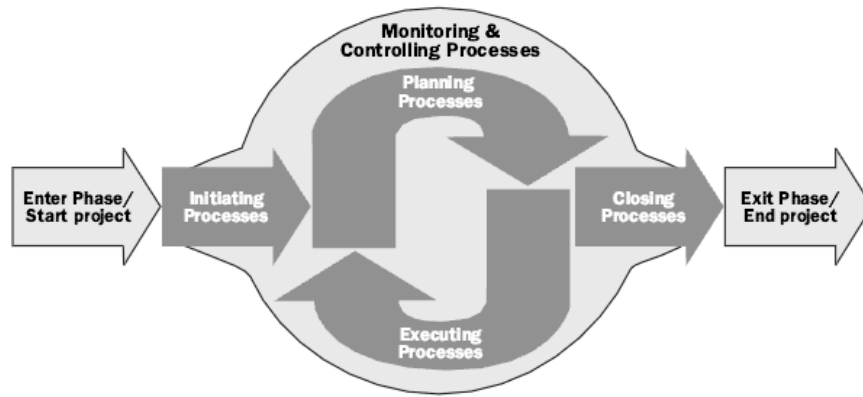 Monitoring &
Controlling Processes
Planning
Processes
Enter Phase/
Start project
Initiating
Processes
Closing
Processes
Exit Phase/
End project
Executing
Processes